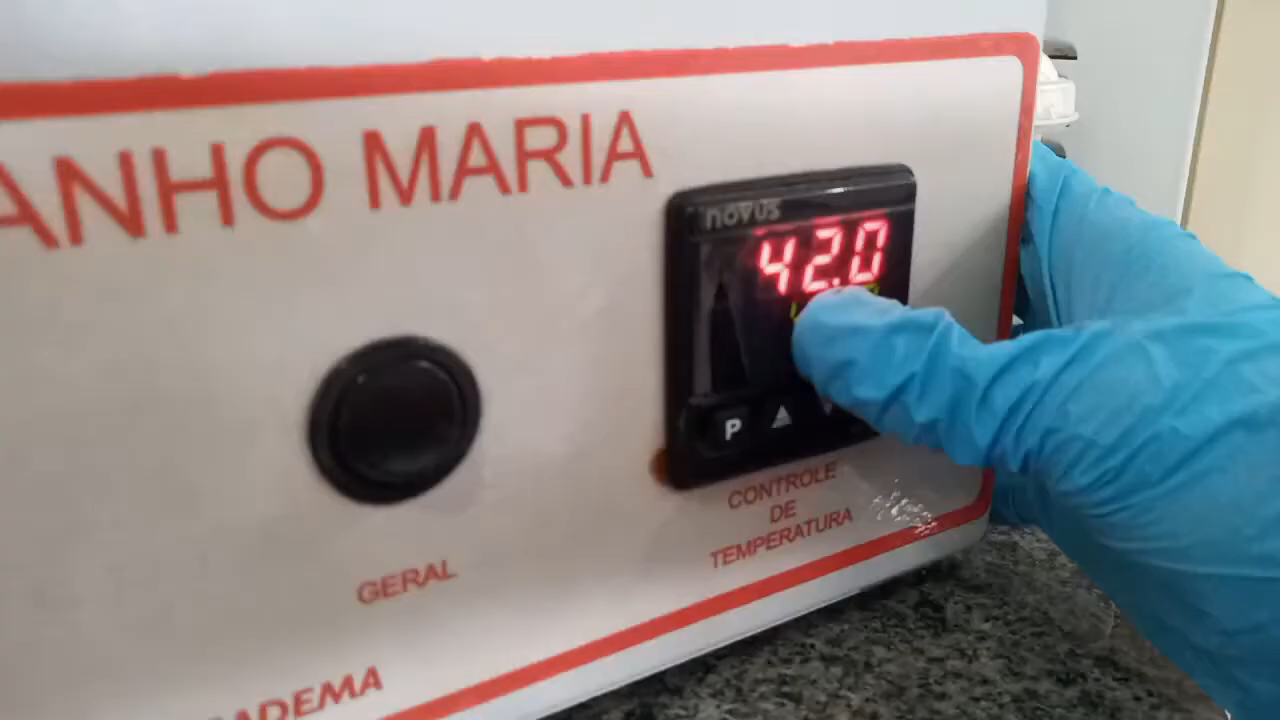 ANHO MARIA
novus
42.0
P
CONTROLE
DE
TEMPERATURA
GERAL
ADEMA